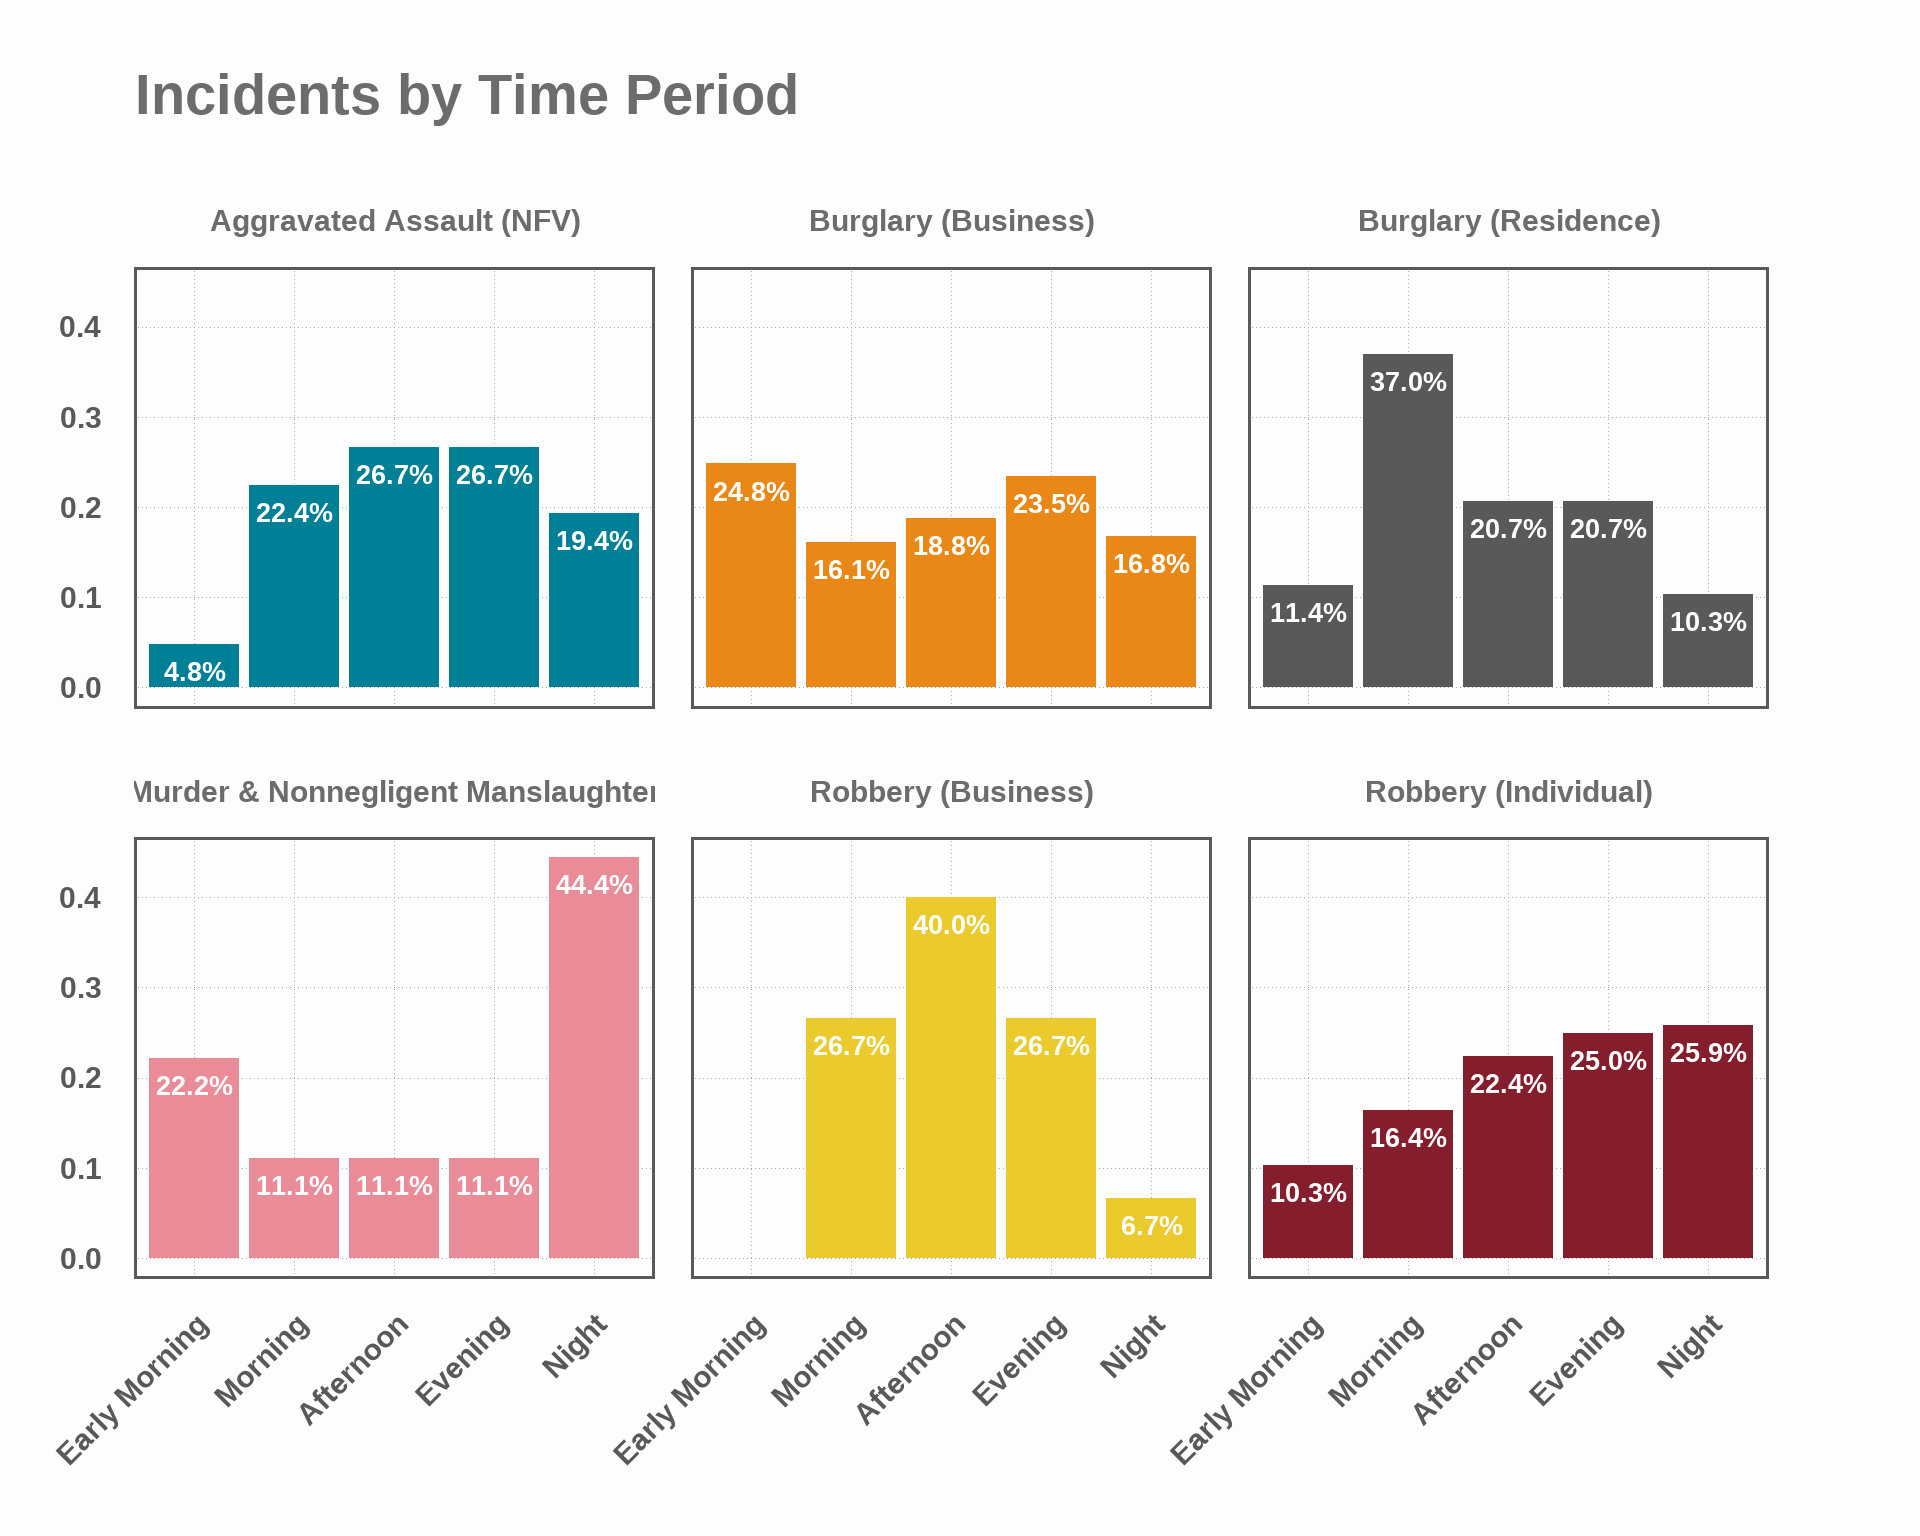 Incidents by Time Period
Aggravated Assault (NFV)
Burglary (Business)
Burglary (Residence)
0.4
0.3
0.2
0.1
0.0
4.8%
22.4%
26.7%
26.7%
19.4%
24.8%
16.1%
18.8%
23.5%
16.8%
11.4%
37.0%
20.7%
20.7%
10.3%
Murder & Nonnegligent Manslaughter
Robbery (Business)
Robbery (Individual)
0.4
0.3
0.2
0.1
0.0
22.2%
11.1%
11.1%
11.1%
44.4%
26.7%
40.0%
26.7%
6.7%
10.3%
16.4%
22.4%
25.0%
25.9%
Early Morning
Morning
Afternoon
Evening
Night
Early Morning
Morning
Afternoon
Evening
Night
Early Morning
Morning
Afternoon
Evening
Night